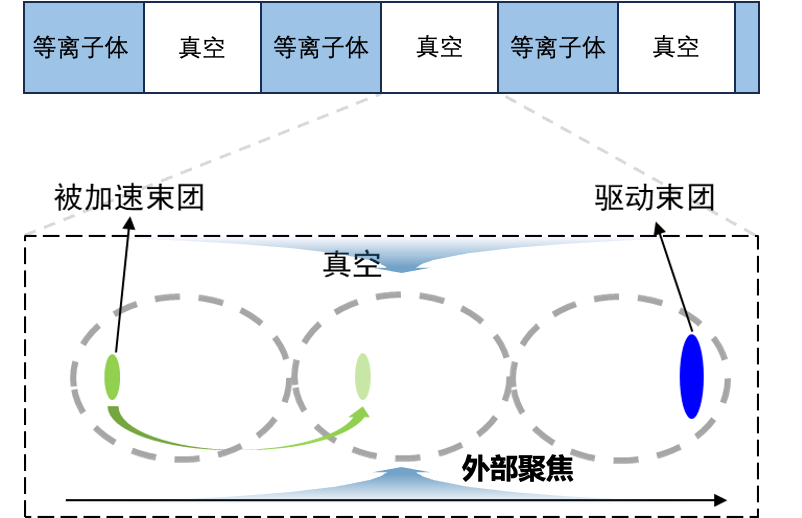 等离子体
真空
等离子体
真空
等离子体
真空
被加速束团
驱动束团
真空
外部聚焦